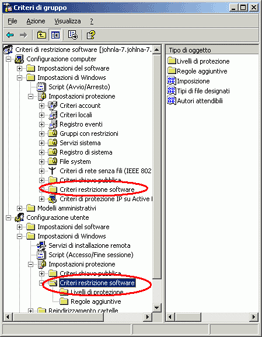 Criteri di gruppo
File Azione Visualizza ?
Criteri di restrizione software [johnla-7.johlna-
Configurazione computer
Impostazioni del software
Impostazioni di Windows
Script (Avvio/Arresto)
Impostazioni protezione
Criteri account
Criteri locali
Registro eventi
Gruppi con restrizioni
Servizi sistema
Registro di sistema
File system
Criteri di rete senza fili (IEEE 802
Criteri chiave pubblica
Criteri restrizione software
Criteri di protezione IP su Active
Modelli amministrativi
Configurazione utente
Impostazioni del software
Impostazioni di Windows
Servizi di installazione remota
Script (Accesso/Fine sessione)
Impostazioni protezione
Criteri chiave pubblica
Criteri restrizione software
Livelli di protezione
Regole aggiuntive
Reindirizzamento cartelle
Tipo di oggetto
Livelli di protezione
Regole aggiuntive
Imposizione
Tipi di file designati
Autori attendibili